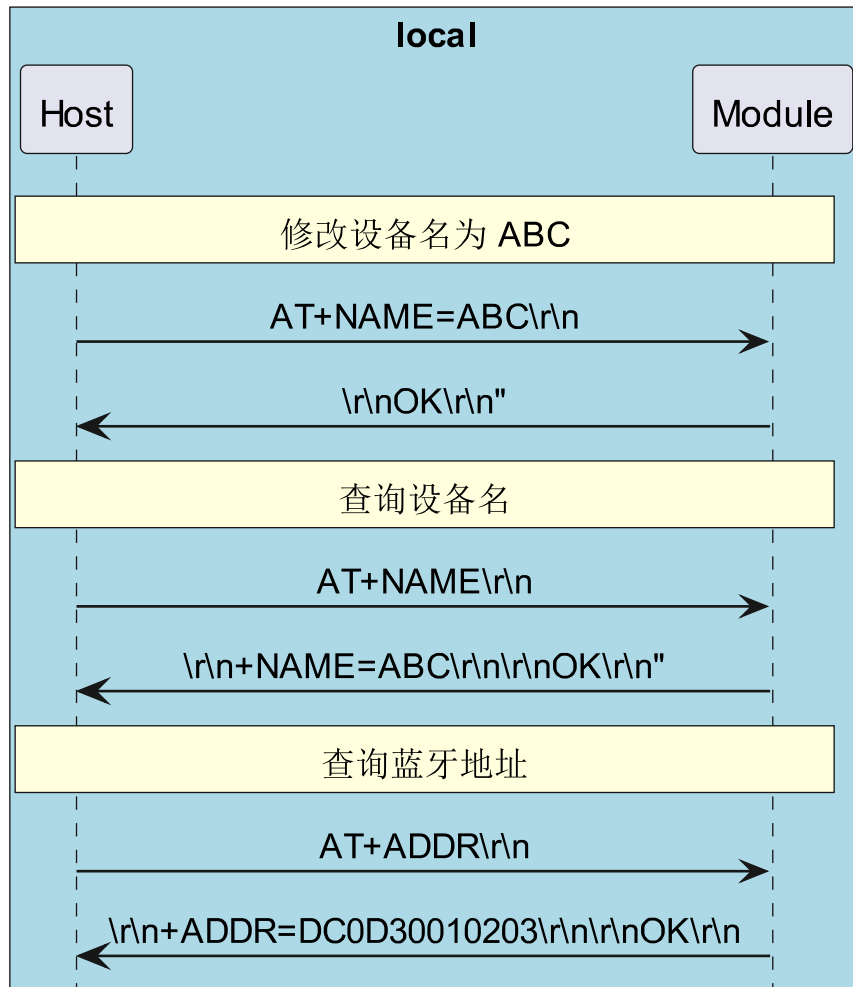 local
Host
Module
修改设备名为 ABC
AT+NAME=ABC\r\n
\r\nOK\r\n"
查询设备名
AT+NAME\r\n
\r\n+NAME=ABC\r\n\r\nOK\r\n"
查询蓝牙地址
AT+ADDR\r\n
\r\n+ADDR=DC0D30010203\r\n\r\nOK\r\n